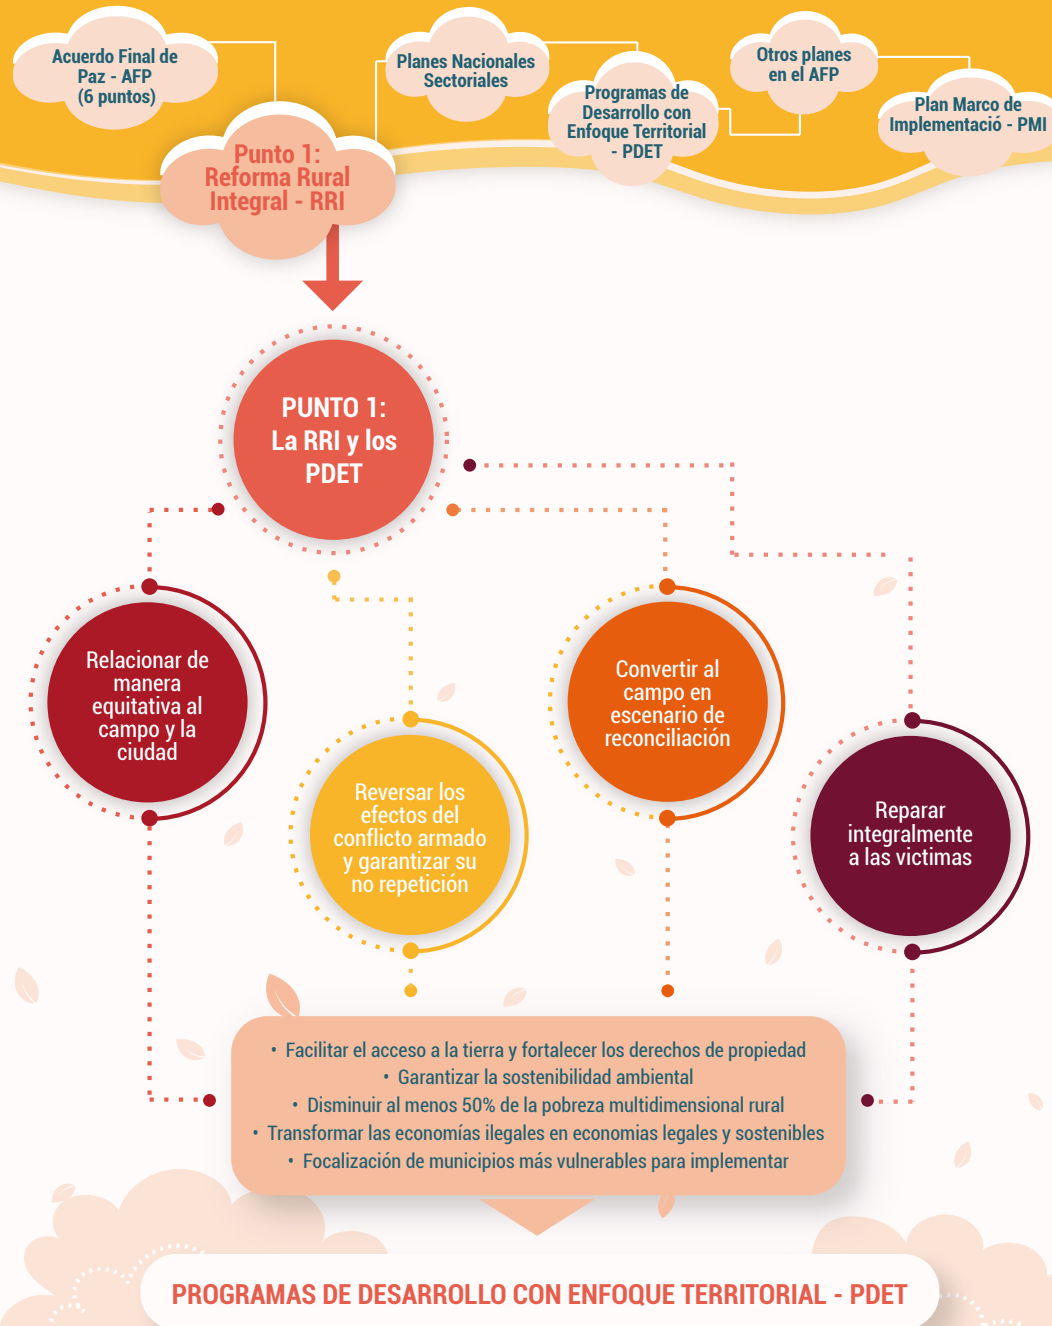 Acuerdo Final de
Paz - AFP
(6 puntos)
Punto 1:
Reforma Rural
Integral - RRI
Planes Nacionales
Sectoriales
Programas de
Desarrollo con
Enfoque Territorial
- PDET
Otros planes
en el AFP
Plan Marco de
Implementació - PMI
PUNTO 1:
La RRI y los
PDET
Relacionar de
manera
equitativa al
campo y la
ciudad
Reversar los
efectos del
conflicto armado
y garantizar su
no repetición
Convertir al
campo en
escenario de
reconciliación
Reparar
integralmente
a las victimas
• Facilitar el acceso a la tierra y fortalecer los derechos de propiedad
• Garantizar la sostenibilidad ambiental
• Disminuir al menos 50% de la pobreza multidimensional rural
• Transformar las economías ilegales en economias legales y sostenibles
• Focalización de municipios más vulnerables para implementar
PROGRAMAS DE DESARROLLO CON ENFOQUE TERRITORIAL - PDET